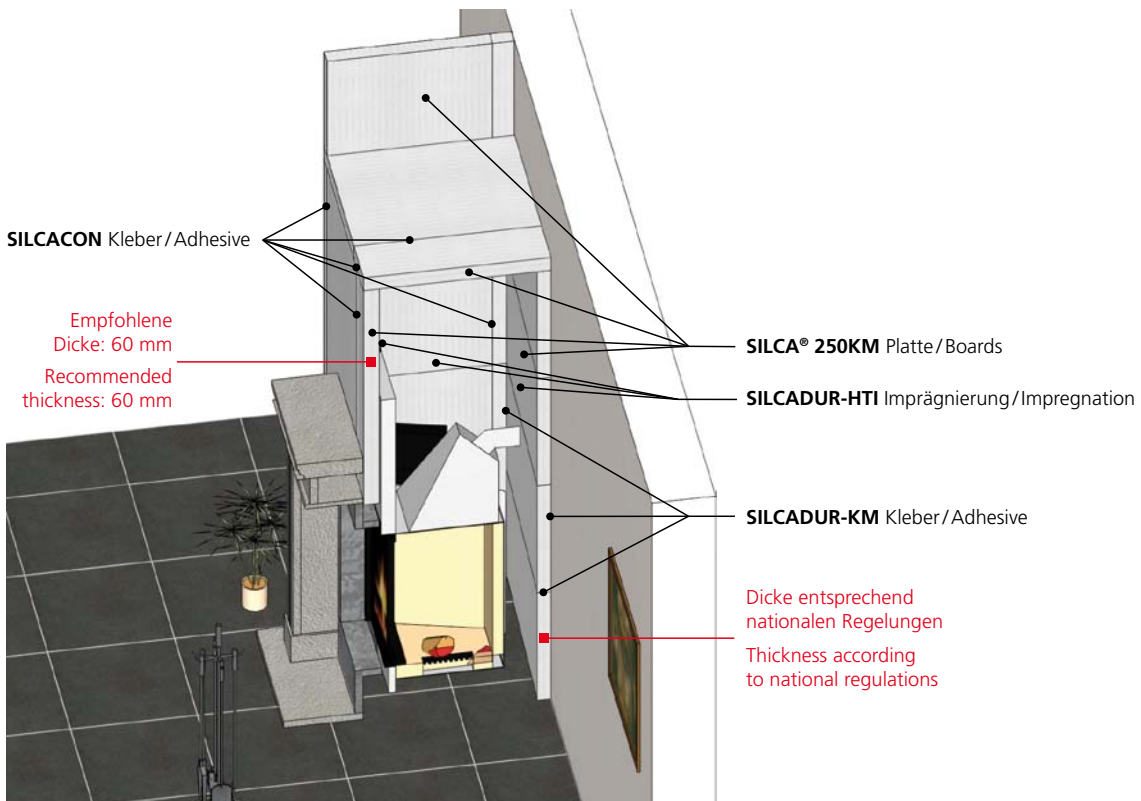 SILCACON Kleber/Adhesive
Empfohlene
Dicke: 60 mm
Recommended
thickness: 60 mm
SILCA® 250KM Platte/Boards
SILCADUR-HTI Imprägnierung/Impregnation
SILCADUR-KM Kleber/Adhesive
Dicke entsprechend
nationalen Regelungen
Thickness according
to national regulations